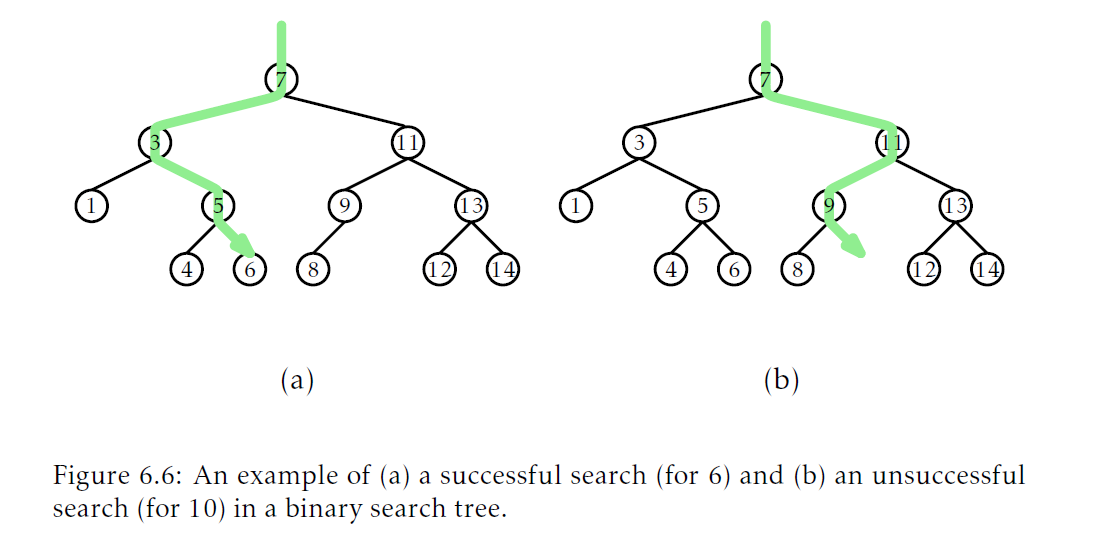 7 7
3 11 3 11
1 5 9 13 1 5 9 13
4 6 8 12 14 4 6 8 12 14
(a) (b)
Figure 6.6: An example of (a) a successful search (for 6) and (b) an unsuccessful
search (for 10) in a binary search tree.